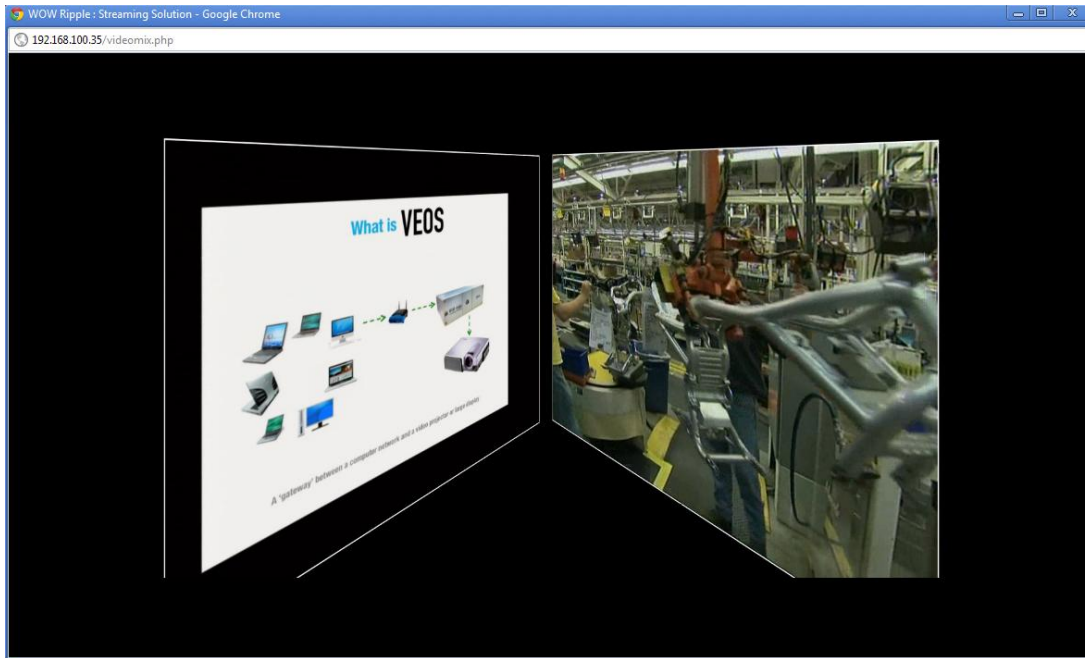 WOW Ripple : Streaming Solution - Google Chrome
192.168.100.35/videomix.php
What is VEOS
A 'gateway' between a computer network and a video projector or large display